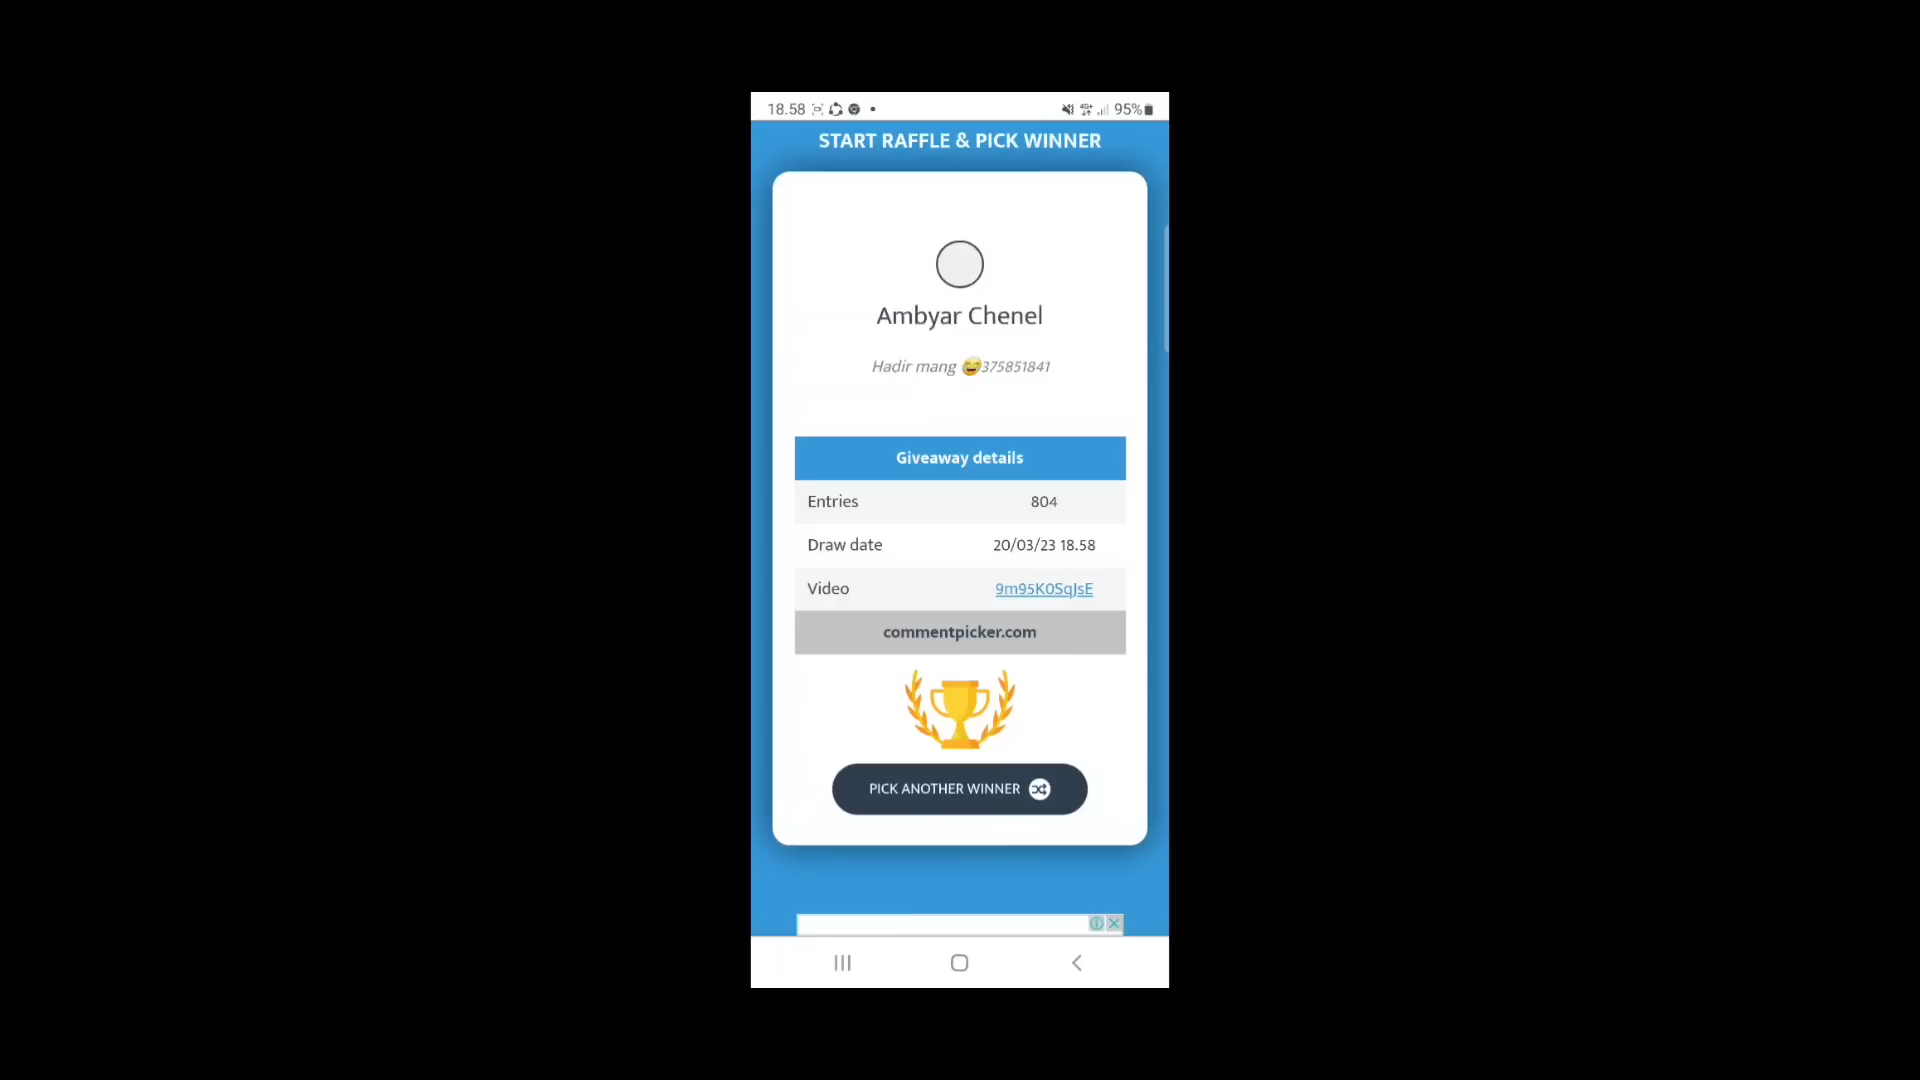 18.58 95%
START RAFFLE & PICK WINNER
Ambyar Chenel
Hadir mang 😅375851841
Giveaway details
Entries 804
Draw date 20/03/23 18.58
Video 9m95K0SqJsE
commentpicker.com
PICK ANOTHER WINNER